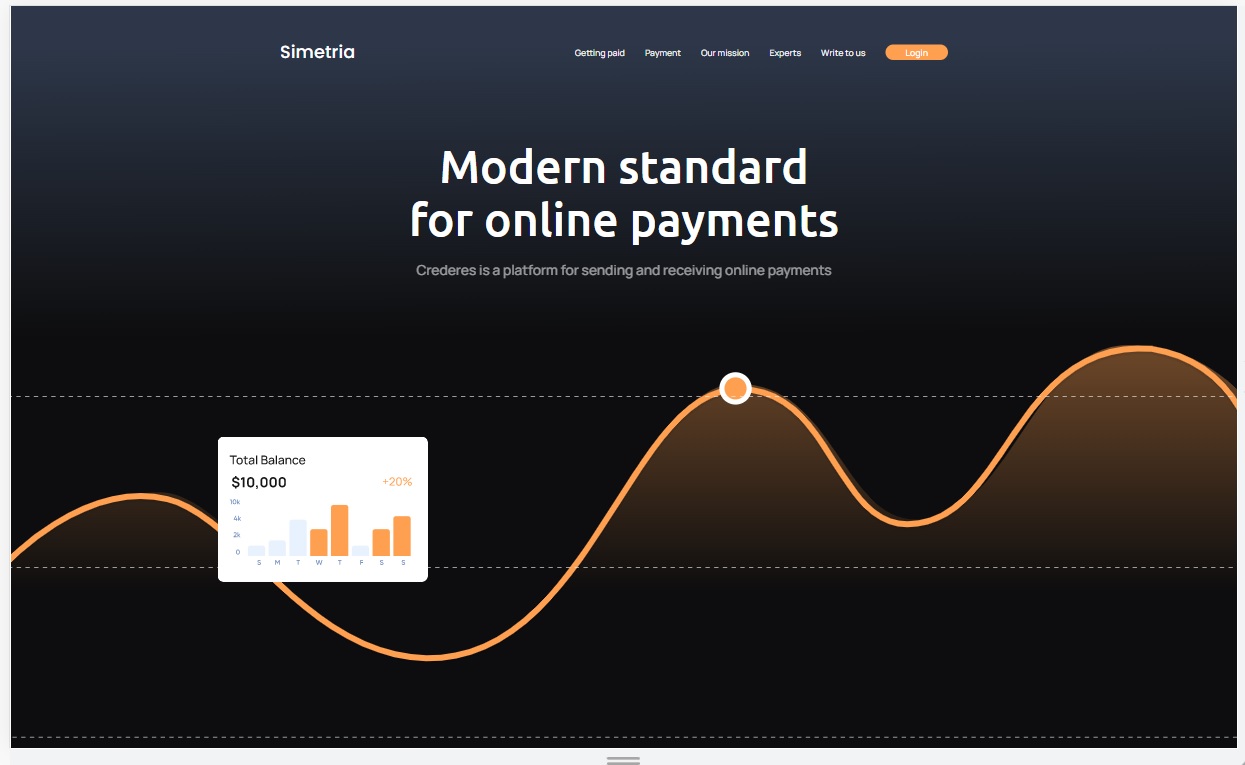 Simetria
Getting paid Payment Our mission Experts Write to us Login
Modern standard
for online payments
Crederes is a platform for sending and receiving online payments
Total Balance
$10,000 +20%
10k
4k
2k
0
S M T W T F S S